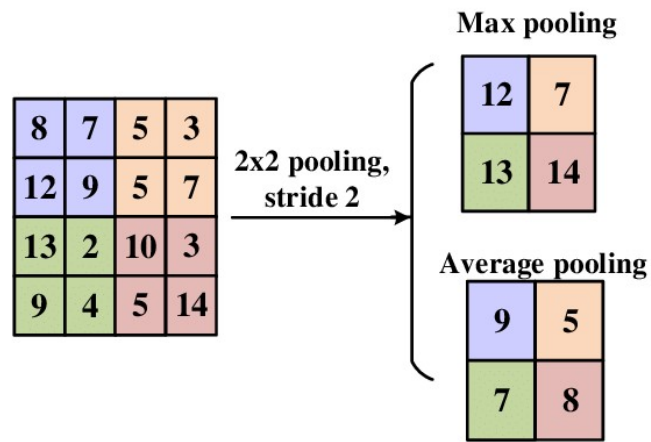 Max pooling
12 7
13 14
8 7 5 3
12 9 5 7
13 2 10 3
9 4 5 14
2x2 pooling,
stride 2
Average pooling
9 5
7 8